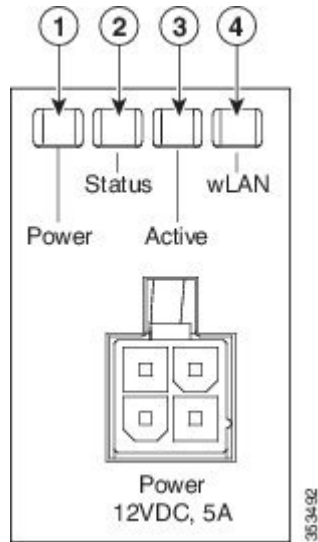 1 2 3 4
Status wLAN
Power Active
Power
12VDC, 5A
353492